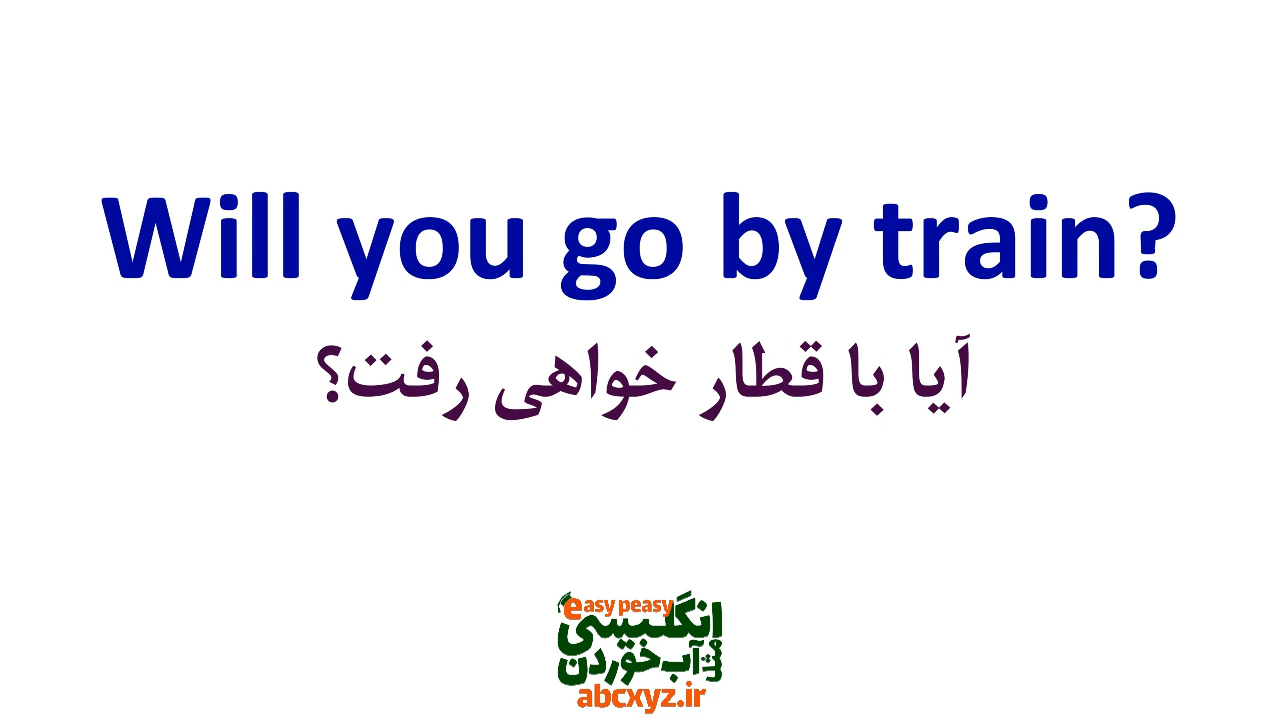 Will you go by train?
آیا با قطار خواهی رفت؟
easy peasy
انگلیسی
مثل آب خوردن
abcxyz.ir